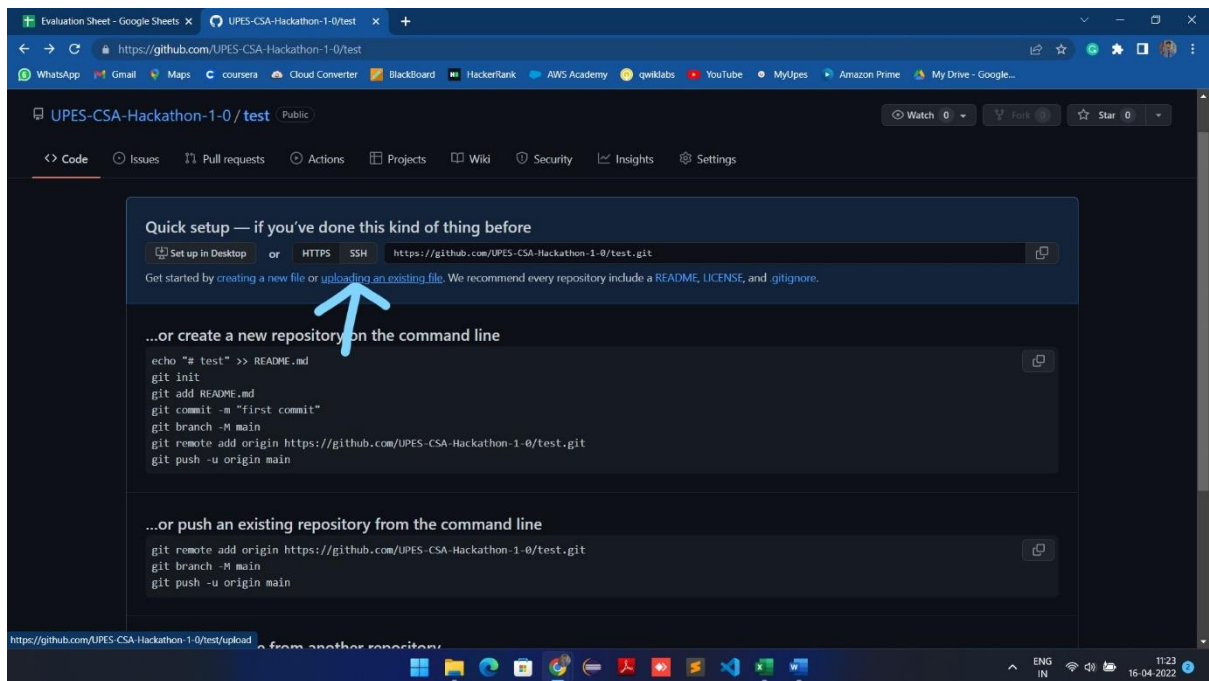 Evaluation Sheet - Google Sheets
UPES-CSA-Hackathon-1-0/test
https://github.com/UPES-CSA-Hackathon-1-0/test
WhatsApp Gmail Maps coursera Cloud Converter BlackBoard HackerRank AWS Academy qwiklabs YouTube MyUpes Amazon Prime My Drive - Google...
UPES-CSA-Hackathon-1-0 / test Public
Watch 0 Fork 0 Star 0
Code Issues Pull requests Actions Projects Wiki Security Insights Settings
Quick setup — if you've done this kind of thing before
Set up in Desktop or HTTPS SSH https://github.com/UPES-CSA-Hackathon-1-0/test.git
Get started by creating a new file or uploading an existing file. We recommend every repository include a README, LICENSE, and .gitignore.
...or create a new repository on the command line
echo "# test" >> README.md
git init
git add README.md
git commit -m "first commit"
git branch -M main
git remote add origin https://github.com/UPES-CSA-Hackathon-1-0/test.git
git push -u origin main
...or push an existing repository from the command line
git remote add origin https://github.com/UPES-CSA-Hackathon-1-0/test.git
git branch -M main
git push -u origin main
https://github.com/UPES-CSA-Hackathon-1-0/test/upload
from another repository
ENG
IN
11:23
16-04-2022
2